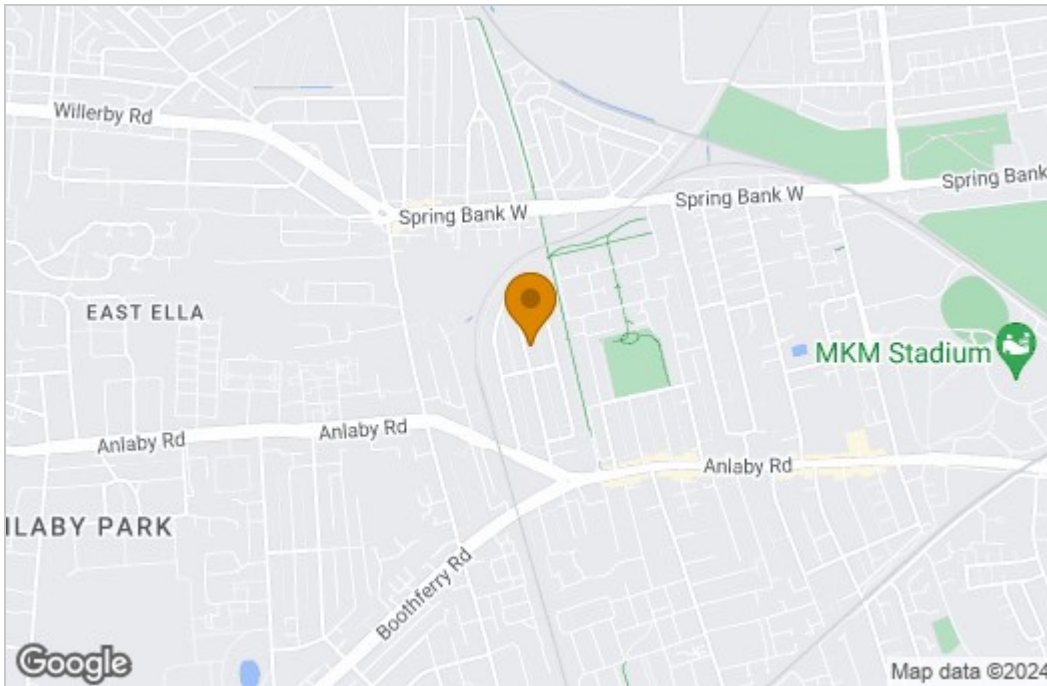 Willerby Rd
Spring Bank W
Spring Bank W
Spring Bank
EAST ELLA
MKM Stadium
Anlaby Rd
Anlaby Rd
Anlaby Rd
ILABY PARK
Boothferry Rd
Google
Map data ©2024